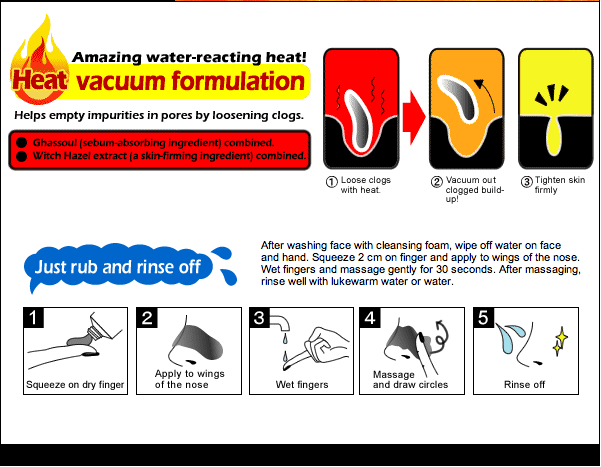 Amazing water-reacting heat!
Heat vacuum formulation
Helps empty impurities in pores by loosening clogs.
● Ghassoul (sebum-absorbing ingredient) combined.
● Witch Hazel extract (a skin-firming ingredient) combined.
① Loose clogs
with heat.
② Vacuum out
clogged build-
up!
③ Tighten skin
firmly
Just rub and rinse off
After washing face with cleansing foam, wipe off water on face
and hand. Squeeze 2 cm on finger and apply to wings of the nose.
Wet fingers and massage gently for 30 seconds. After massaging,
rinse well with lukewarm water or water.
1
Squeeze on dry finger
2
Apply to wings
of the nose
3
Wet fingers
4
Massage
and draw circles
5
Rinse off